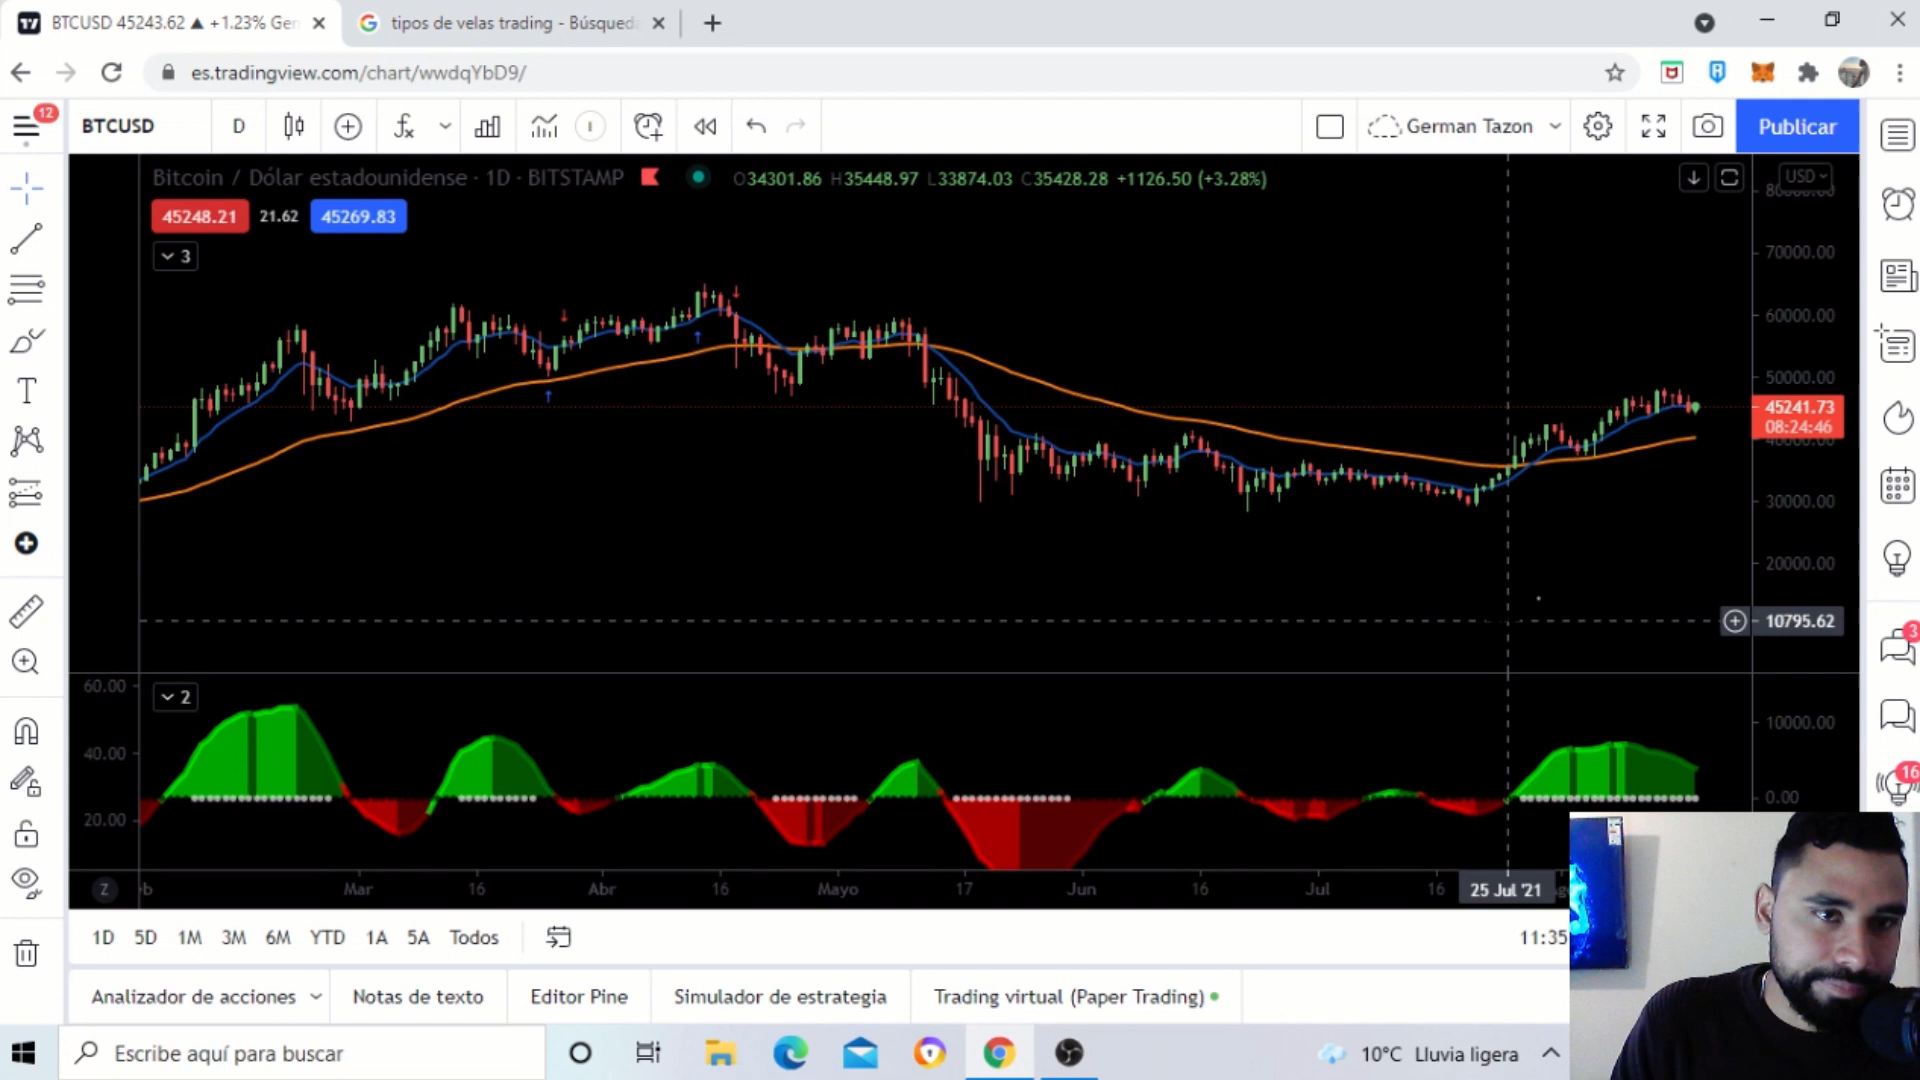 BTCUSD 45243.62 ▲ +1.23% Ger
tipos de velas trading - Búsqued
es.tradingview.com/chart/wwdqYbD9/
12
BTCUSD
D
German Tazon
Publicar
Bitcoin / Dólar estadounidense · 1D · BITSTAMP
O34301.86 H35448.97 L33874.03 C35428.28 +1126.50 (+3.28%)
USD
80000.00
45248.21
21.62
45269.83
3
70000.00
60000.00
50000.00
45241.73
08:24:46
40000.00
30000.00
20000.00
10795.62
3
60.00
2
10000.00
40.00
16
0.00
20.00
Z
Mar
16
Abr
16
Mayo
17
Jun
16
Jul
16
25 Jul '21
1D
5D
1M
3M
6M
YTD
1A
5A
Todos
11:35
Analizador de acciones
Notas de texto
Editor Pine
Simulador de estrategia
Trading virtual (Paper Trading)
Escribe aquí para buscar
10°C Lluvia ligera